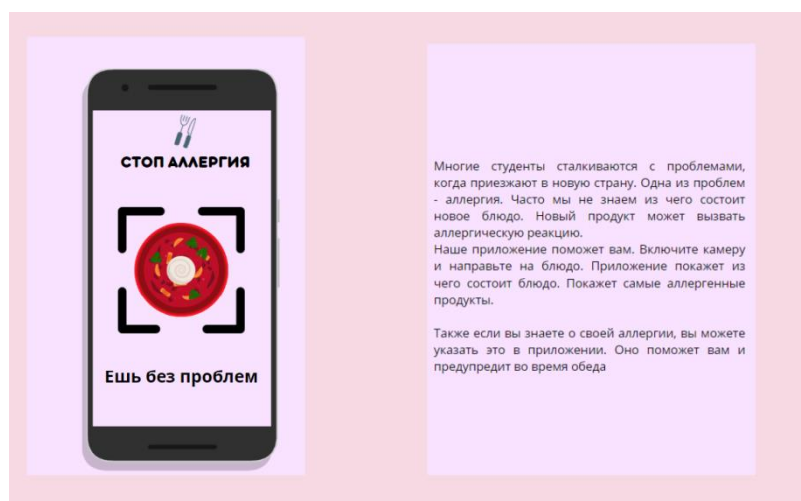 СТОП АЛЛЕРГИЯ
Ешь без проблем
Многие студенты сталкиваются с проблемами,
когда приезжают в новую страну. Одна из проблем
- аллергия. Часто мы не знаем из чего состоит
новое блюдо. Новый продукт может вызвать
аллергическую реакцию.
Наше приложение поможет вам. Включите камеру
и направьте на блюдо. Приложение покажет из
чего состоит блюдо. Покажет самые аллергенные
продукты.
Также если вы знаете о своей аллергии, вы можете
указать это в приложении. Оно поможет вам и
предупредит во время обеда